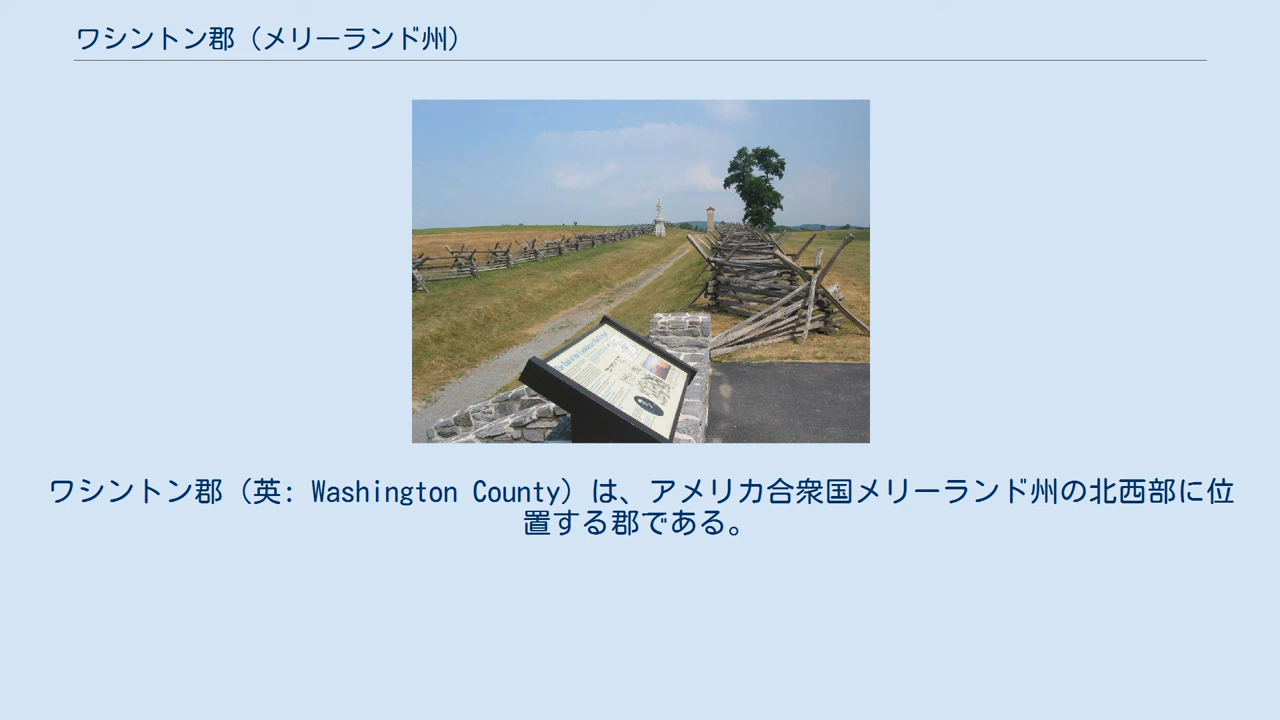 ワシントン郡（メリーランド州）
ワシントン郡（英: Washington County）は、アメリカ合衆国メリーランド州の北西部に位
置する郡である。